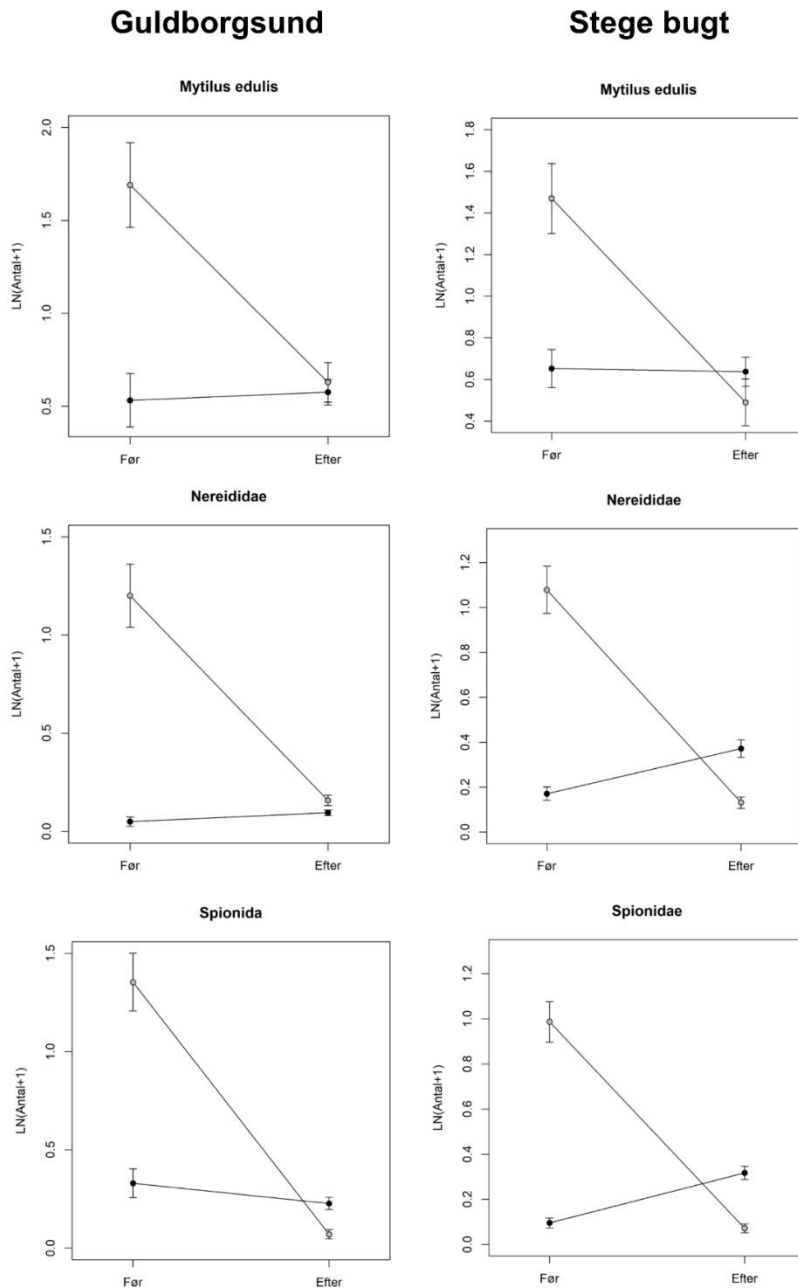 Guldborgsund
Stege bugt
Mytilus edulis
LN(Antal+1)
2.0
1.5
1.0
0.5
Før
Efter
Mytilus edulis
LN(Antal+1)
1.8
1.6
1.4
1.2
1.0
0.8
0.6
0.4
Før
Efter
Nereididae
LN(Antal+1)
1.5
1.0
0.5
0.0
Før
Efter
Nereididae
LN(Antal+1)
1.2
1.0
0.8
0.6
0.4
0.2
0.0
Før
Efter
Spionida
LN(Antal+1)
1.5
1.0
0.5
0.0
Før
Efter
Spionidae
LN(Antal+1)
1.2
1.0
0.8
0.6
0.4
0.2
0.0
Før
Efter